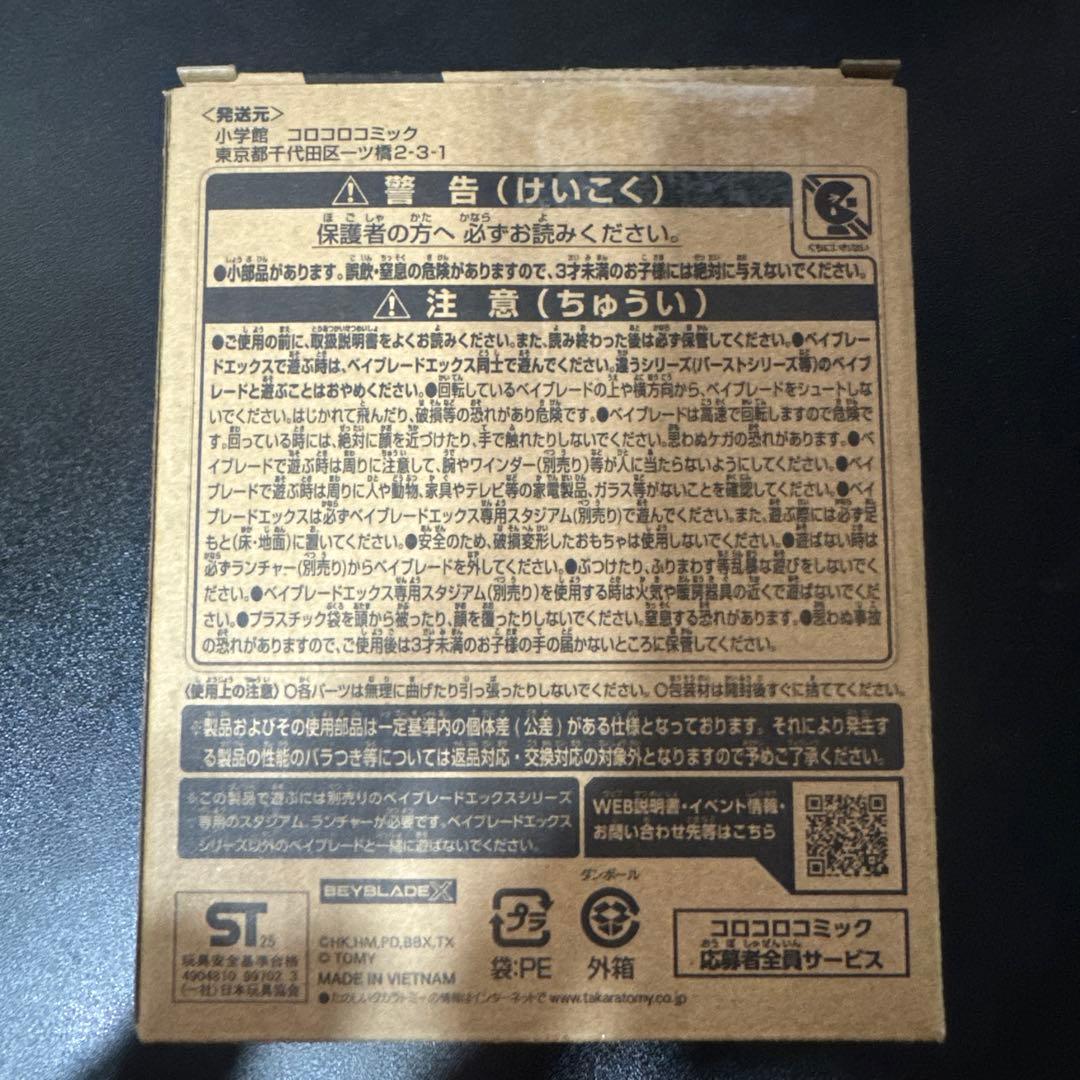 <発送元>
小学館 コロコロコミック
東京都千代田区一ツ橋2-3-1
警告(けいこく)
くちにいれない
保護者の方へ 必ずお読みください。
●小部品があります。誤飲・窒息の危険がありますので、3才未満のお子様には絶対に与えないでください。
注意(ちゅうい)
●ご使用の前に、取扱説明書をよくお読みください。また、読み終わった後は必ず保管してください。●ベイブレー
ドエックスで遊ぶ時は、ベイブレードエックス同士で遊んでください。違うシリーズ(バーストシリーズ等)のベイブ
レードと遊ぶことはおやめください。●回転しているベイブレードの上や横方向から、ベイブレードをシュートしな
いでください。はじかれて飛んだり、破損等の恐れがあり危険です。●ベイブレードは高速で回転しますので危険で
す。回っている時には、絶対に顔を近づけたり、手で触れたりしないでください。思わぬケガの恐れがあります。●ベ
イブレードで遊ぶ時は周りに注意して、腕やワインダー(別売り)等が人に当たらないようにしてください。●ベイブ
レードで遊ぶ時は周りに人や動物、家具やテレビ等の家電製品、ガラス等がないことを確認してください。●ベイ
ブレードエックスは必ずベイブレードエックス専用スタジアム(別売り)で遊んでください。また、遊ぶ際には必ず足
もと(床・地面)に置いてください。●安全のため、破損変形したおもちゃは使用しないでください。●遊ばない時は
必ずランチャー(別売り)からベイブレードを外してください。●ぶつけたり、ふりまわす等乱暴な遊びをしないでく
ださい。●ベイブレードエックス専用スタジアム(別売り)を使用する時は火気や暖房器具の近くで遊ばないでくだ
さい。●プラスチック袋を頭から被ったり、顔を覆ったりしないでください。窒息する恐れがあります。●思わぬ事故
の恐れがありますので、ご使用後は3才未満のお子様の手の届かないところに保管してください。
〈使用上の注意〉○各パーツは無理に曲げたり引っ張ったりしないでください。○包装材は開封後すぐに捨ててください。
※製品およびその使用部品は一定基準内の個体差(公差)がある仕様となっております。それにより発生す
る製品の性能のバラつき等については返品対応・交換対応の対象外となりますので予めご了承ください。
※この製品で遊ぶには別売りのベイブレードエックスシリーズ
専用のスタジアム、ランチャーが必要です。ベイブレードエックス
シリーズ以外のベイブレードと一緒に遊ばないでください。
WEB説明書・イベント情報・
お問い合わせ先等はこちら
ST 25
玩具安全基準合格
4904810 99702 3
(一社)日本玩具協会
BEYBLADE X
©HK,HM,PD,BBX,TX
© TOMY
MADE IN VIETNAM
プラ
袋:PE
ダンボール
外箱
コロコロコミック
応募者全員サービス
●たのしいタカラトミーの情報はインターネットで www.takaratomy.co.jp